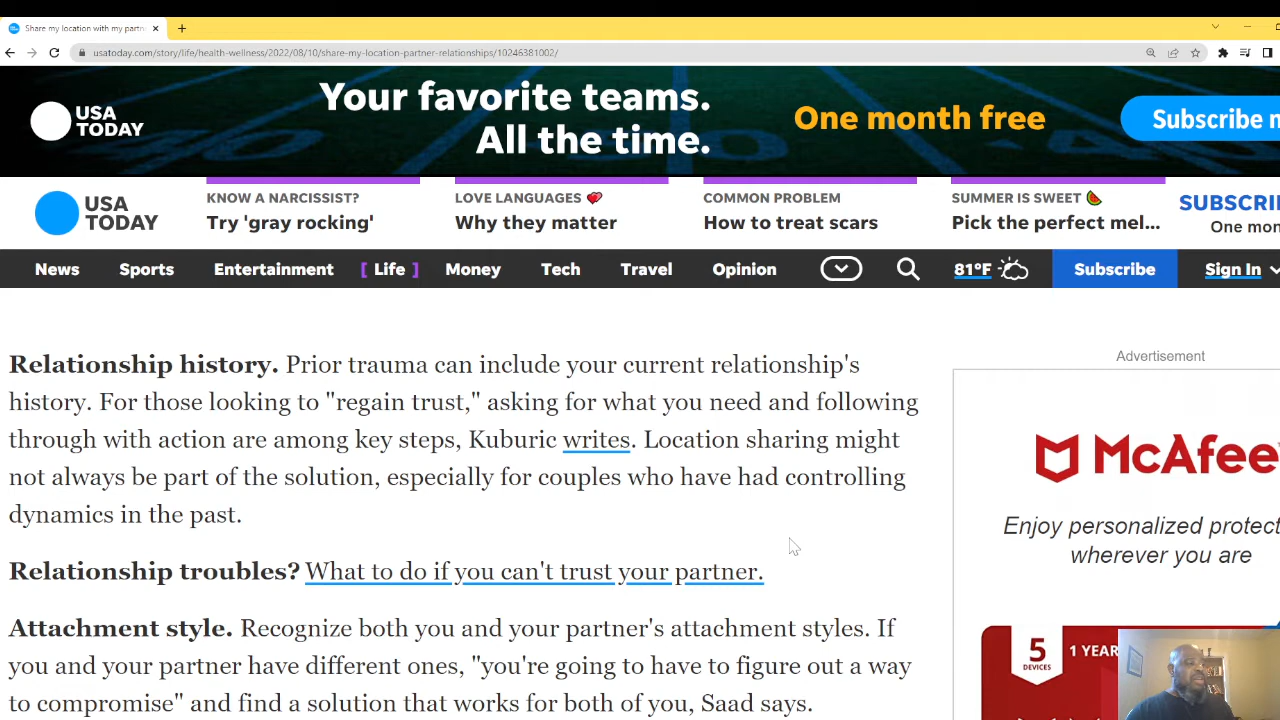 Share my location with my partn
usatoday.com/story/life/health-wellness/2022/08/10/share-my-location-partner-relationships/10246381002/
USA TODAY
Your favorite teams.
All the time.
One month free
Subscribe n
USA TODAY
KNOW A NARCISSIST?
Try 'gray rocking'
LOVE LANGUAGES
Why they matter
COMMON PROBLEM
How to treat scars
SUMMER IS SWEET
Pick the perfect mel...
SUBSCRI
One mon
News Sports Entertainment [ Life ] Money Tech Travel Opinion 81°F Subscribe Sign In
Relationship history. Prior trauma can include your current relationship's
history. For those looking to "regain trust," asking for what you need and following
through with action are among key steps, Kuburic writes. Location sharing might
not always be part of the solution, especially for couples who have had controlling
dynamics in the past.
Relationship troubles? What to do if you can't trust your partner.
Attachment style. Recognize both you and your partner's attachment styles. If
you and your partner have different ones, "you're going to have to figure out a way
to compromise" and find a solution that works for both of you, Saad says.
Advertisement
McAfee
Enjoy personalized protec
wherever you are
5
DEVICES
1 YEAR